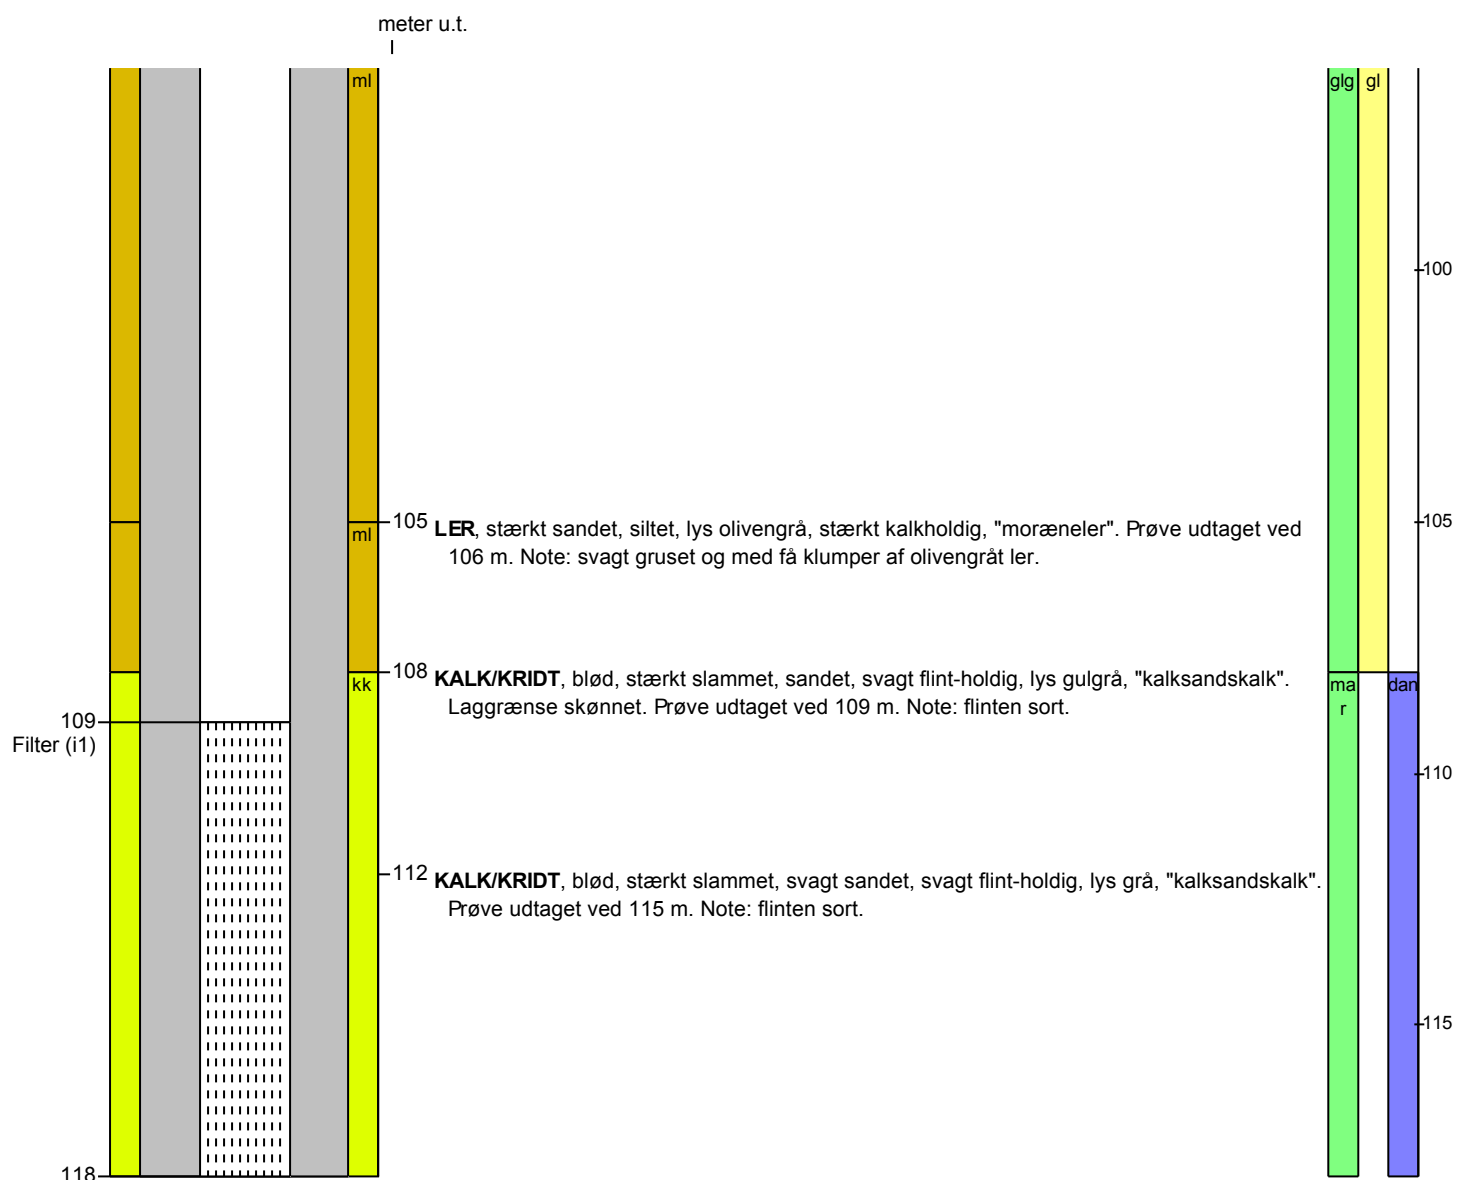 meter u.t.
ml
glg
gl
100
105
LER, stærkt sandet, siltet, lys olivengrå, stærkt kalkholdig, "moræneler". Prøve udtaget ved
105
ml
106 m. Note: svagt gruset og med få klumper af olivengråt ler.
108
KALK/KRIDT, blød, stærkt slammet, sandet, svagt flint-holdig, lys gulgrå, "kalksandskalk".
kk
ma
dan
Laggrænse skønnet. Prøve udtaget ved 109 m. Note: flinten sort.
r
109
Filter (i1)
110
112
KALK/KRIDT, blød, stærkt slammet, svagt sandet, svagt flint-holdig, lys grå, "kalksandskalk".
Prøve udtaget ved 115 m. Note: flinten sort.
115
118